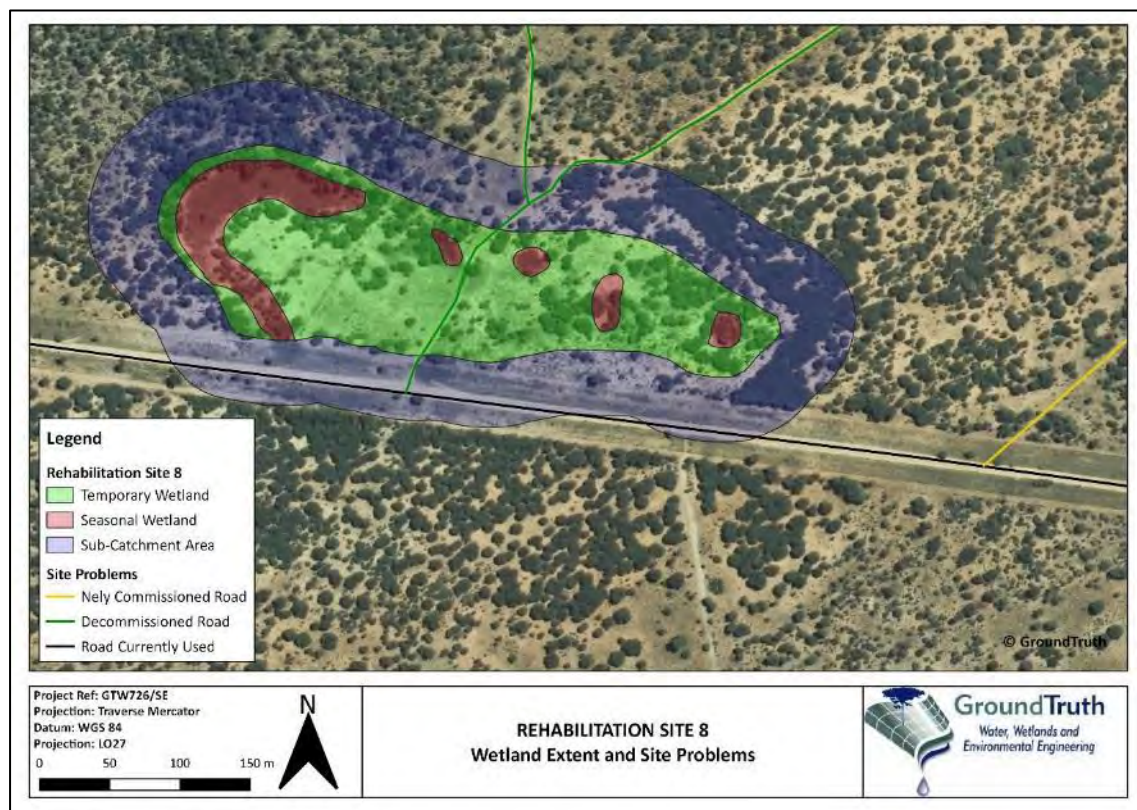 Legend
Rehabilitation Site 8
Temporary Wetland
Seasonal Wetland
Sub-Catchment Area
Site Problems
Nely Commissioned Road
Decommissioned Road
Road Currently Used
© GroundTruth
Project Ref: GTW726/SE
Projection: Traverse Mercator
Datum: WGS 84
Projection: LO27
0 50 100 150 m
N
REHABILITATION SITE 8
Wetland Extent and Site Problems
GroundTruth
Water, Wetlands and
Environmental Engineering